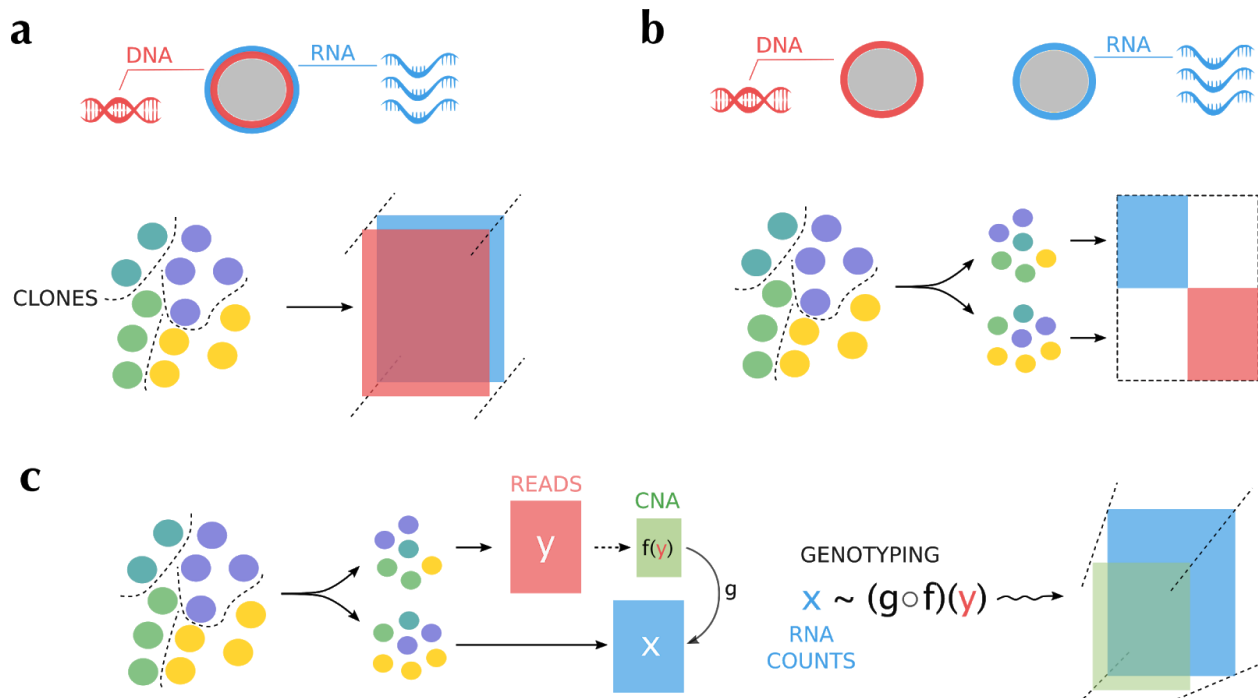 a
DNA
RNA
CLONES
b
DNA
RNA
c
READS
y
CNA
f(y)
g
x
GENOTYPING
x ~ (g∘f)(y)
RNA
COUNTS